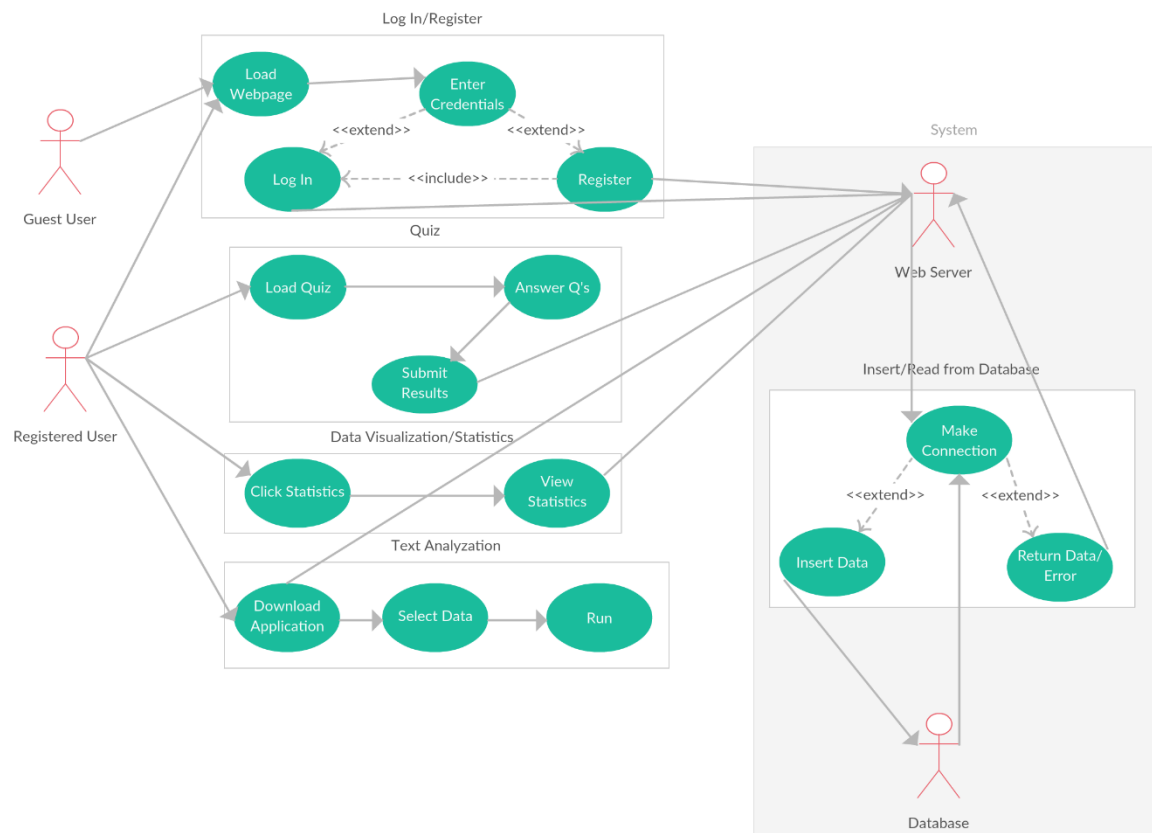 Log In/Register
Load
Webpage
Enter
Credentials
<<extend>>
<<extend>>
Log In
<<include>>
Register
Guest User
Quiz
Load Quiz
Answer Q's
Submit
Results
Registered User
Data Visualization/Statistics
Click Statistics
View
Statistics
Text Analyzation
Download
Application
Select Data
Run
System
Web Server
Insert/Read from Database
Make
Connection
<<extend>>
<<extend>>
Insert Data
Return Data/
Error
Database